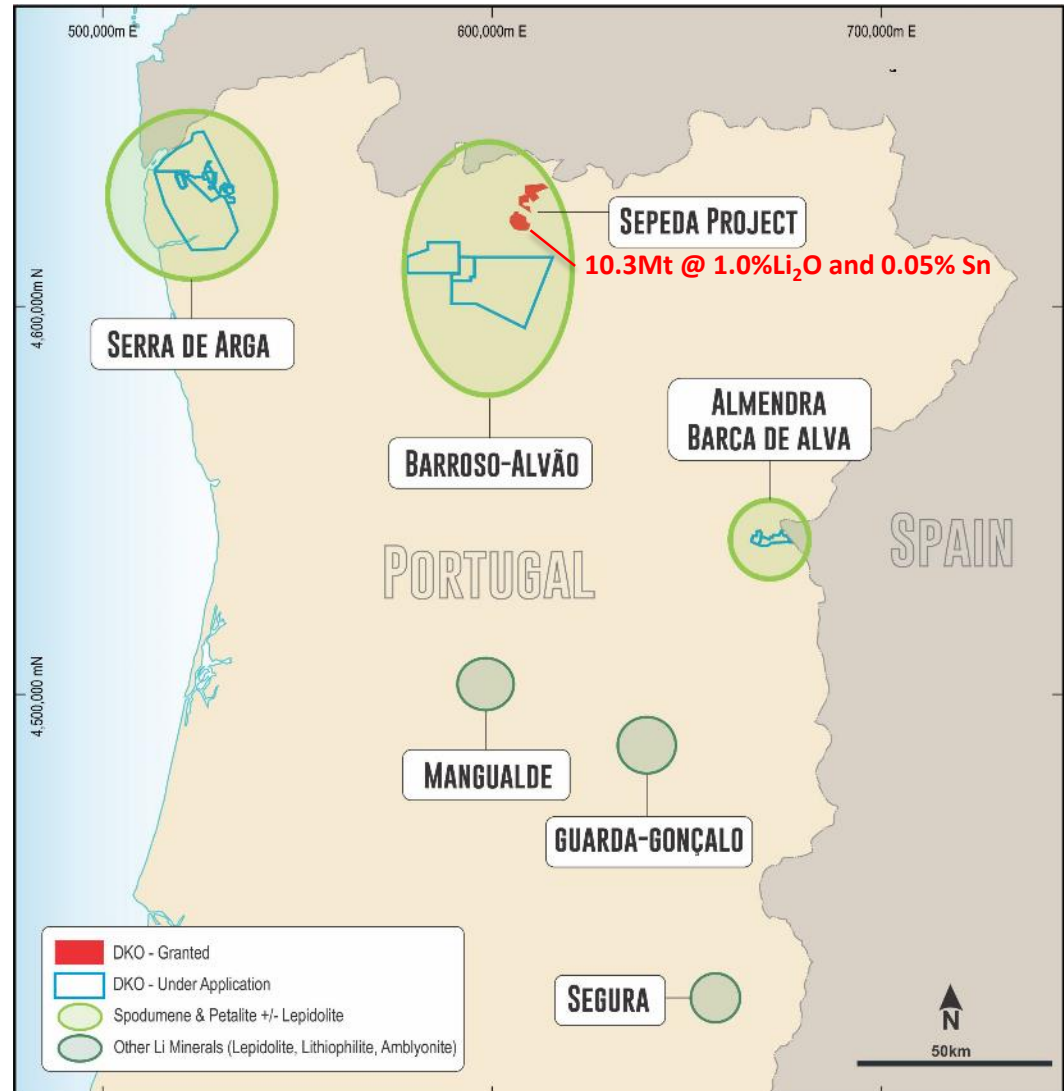 500,000m E
600,000m E
700,000m E
SEPEDA PROJECT
10.3Mt @ 1.0%Li₂O and 0.05% Sn
4,600,000m N
SERRA DE ARGA
BARROSO-ALVÃO
ALMENDRA
BARCA DE ALVA
PORTUGAL
SPAIN
4,500,000 mN
MANGUALDE
GUARDA-GONÇALO
SEGURA
DKO - Granted
DKO - Under Application
Spodumene & Petalite +/- Lepidolite
Other Li Minerals (Lepidolite, Lithiophilite, Amblyonite)
N
50km